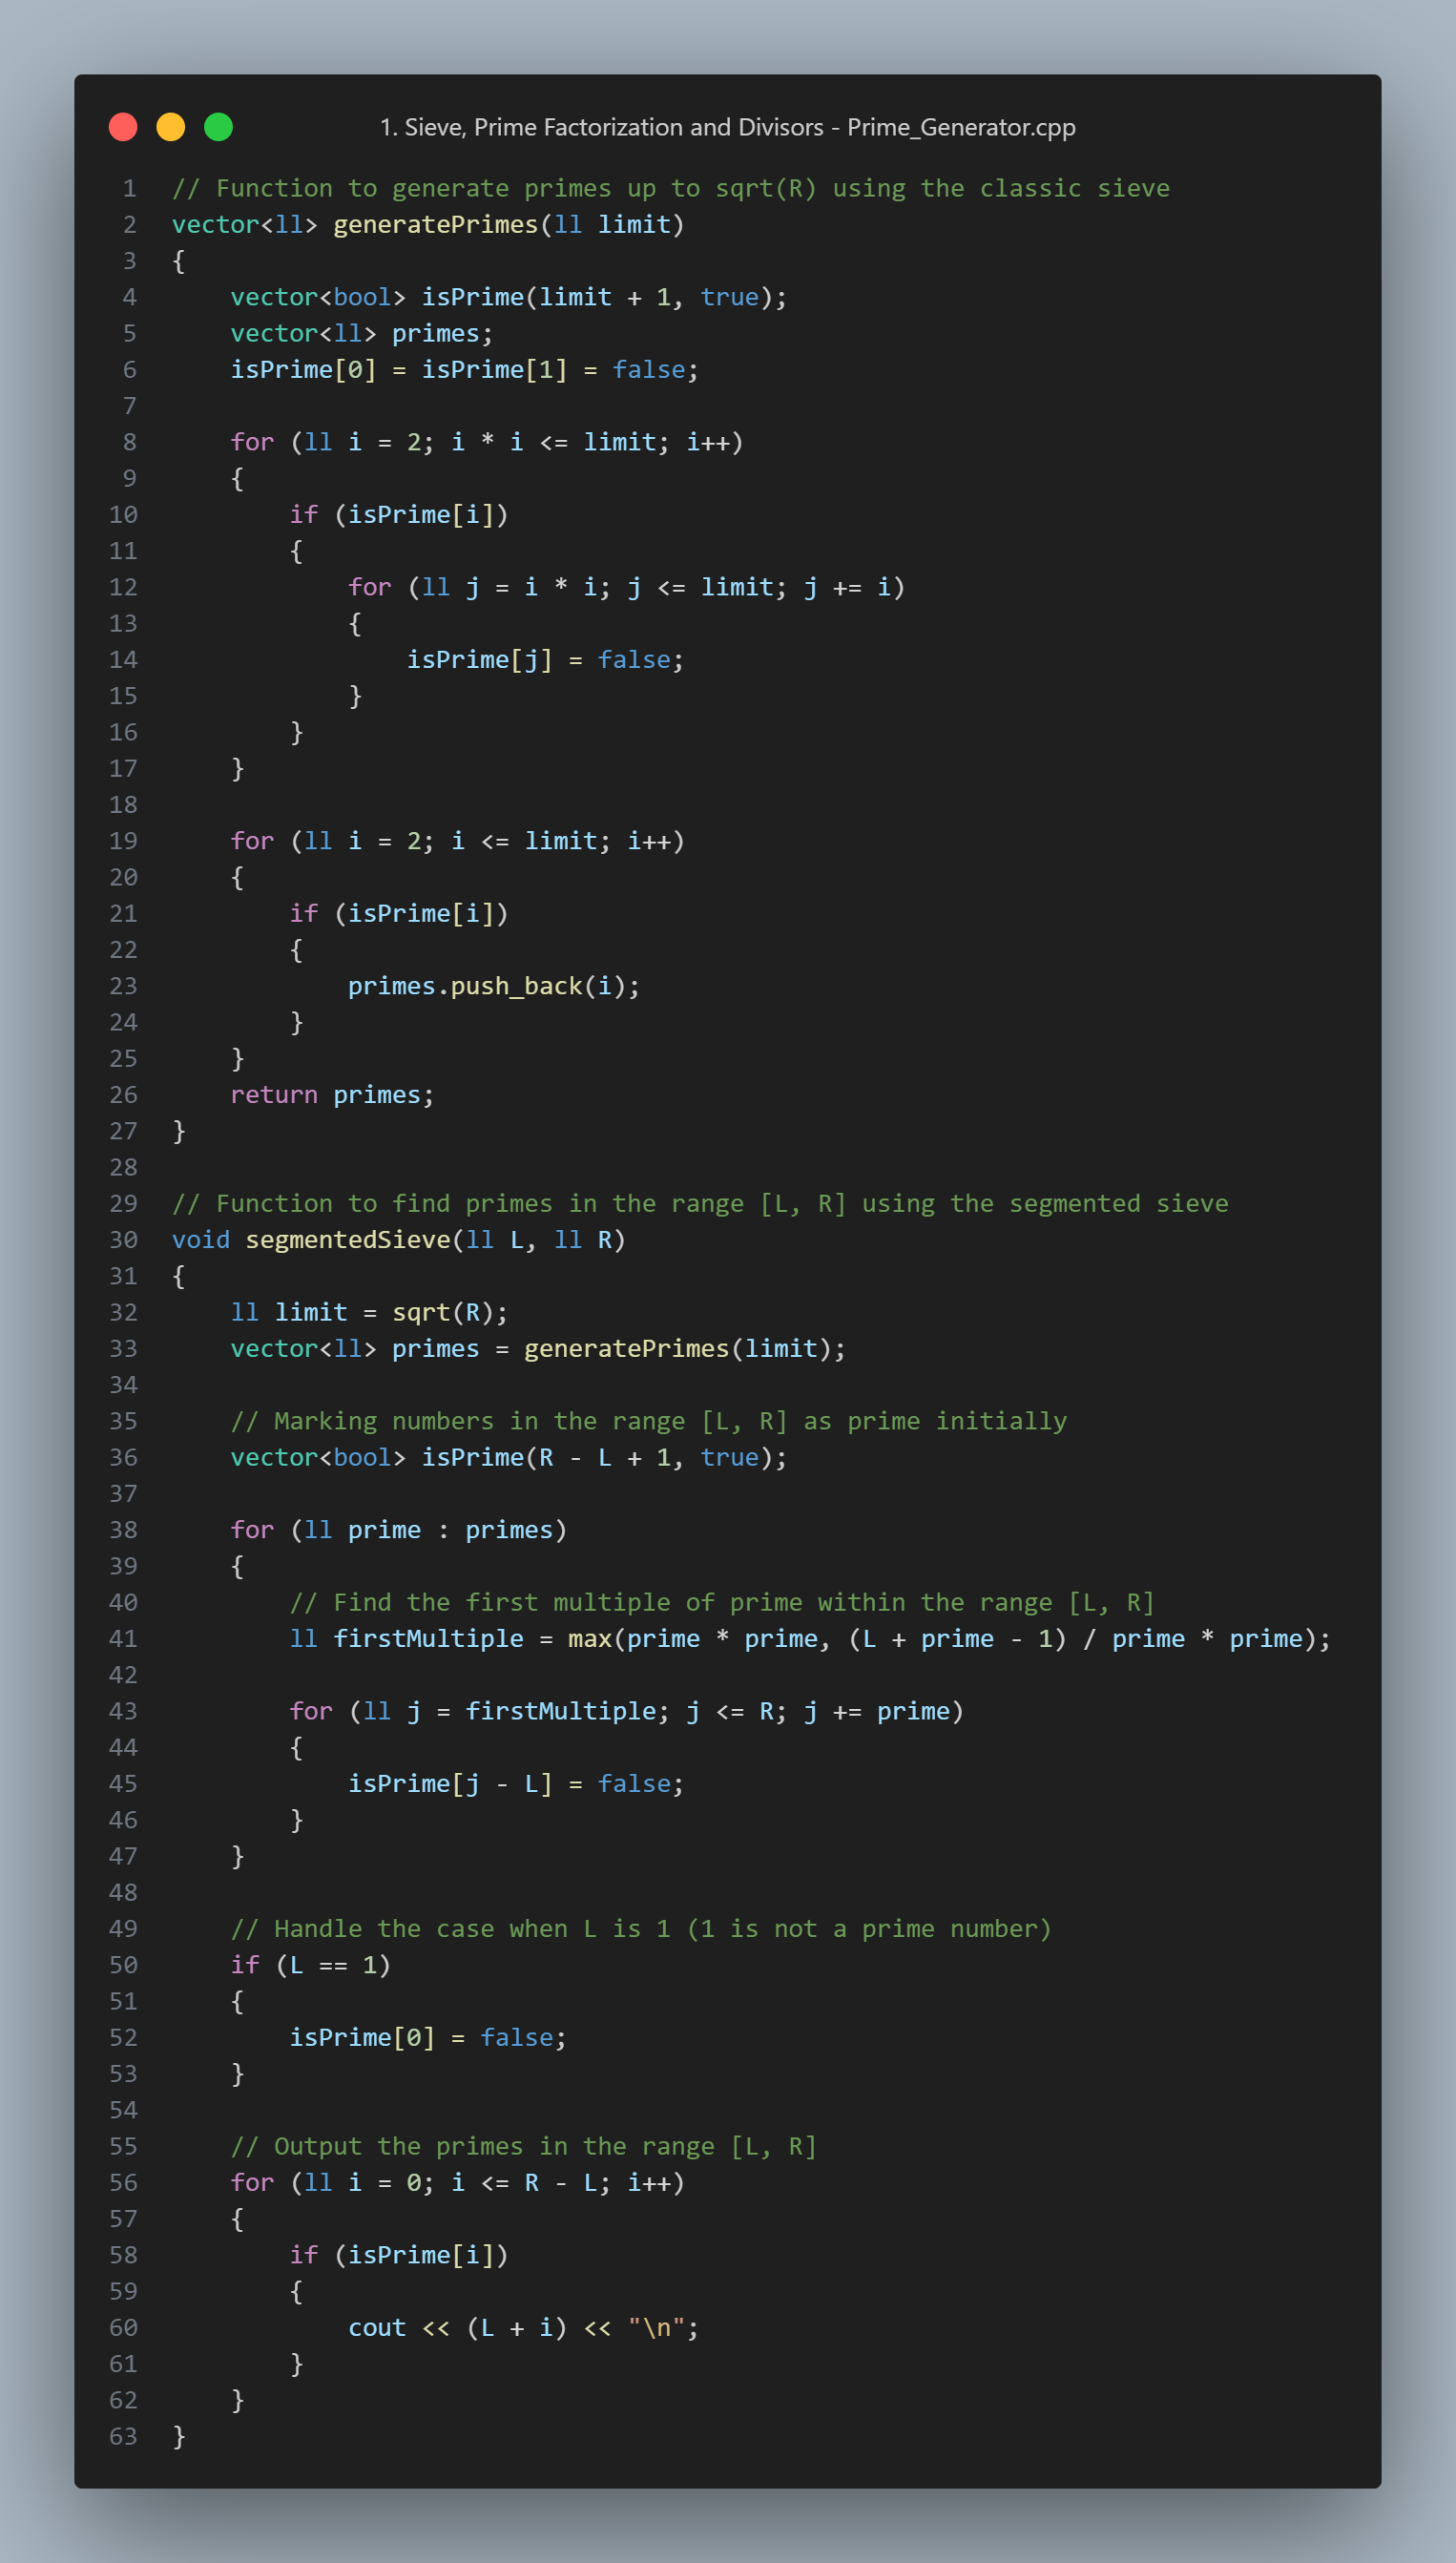 1. Sieve, Prime Factorization and Divisors - Prime_Generator.cpp
1 // Function to generate primes up to sqrt(R) using the classic sieve
2 vector<ll> generatePrimes(ll limit)
3 {
4     vector<bool> isPrime(limit + 1, true);
5     vector<ll> primes;
6     isPrime[0] = isPrime[1] = false;
7
8     for (ll i = 2; i * i <= limit; i++)
9     {
10         if (isPrime[i])
11         {
12             for (ll j = i * i; j <= limit; j += i)
13             {
14                 isPrime[j] = false;
15             }
16         }
17     }
18
19     for (ll i = 2; i <= limit; i++)
20     {
21         if (isPrime[i])
22         {
23             primes.push_back(i);
24         }
25     }
26     return primes;
27 }
28
29 // Function to find primes in the range [L, R] using the segmented sieve
30 void segmentedSieve(ll L, ll R)
31 {
32     ll limit = sqrt(R);
33     vector<ll> primes = generatePrimes(limit);
34
35     // Marking numbers in the range [L, R] as prime initially
36     vector<bool> isPrime(R - L + 1, true);
37
38     for (ll prime : primes)
39     {
40         // Find the first multiple of prime within the range [L, R]
41         ll firstMultiple = max(prime * prime, (L + prime - 1) / prime * prime);
42
43         for (ll j = firstMultiple; j <= R; j += prime)
44         {
45             isPrime[j - L] = false;
46         }
47     }
48
49     // Handle the case when L is 1 (1 is not a prime number)
50     if (L == 1)
51     {
52         isPrime[0] = false;
53     }
54
55     // Output the primes in the range [L, R]
56     for (ll i = 0; i <= R - L; i++)
57     {
58         if (isPrime[i])
59         {
60             cout << (L + i) << "\n";
61         }
62     }
63 }